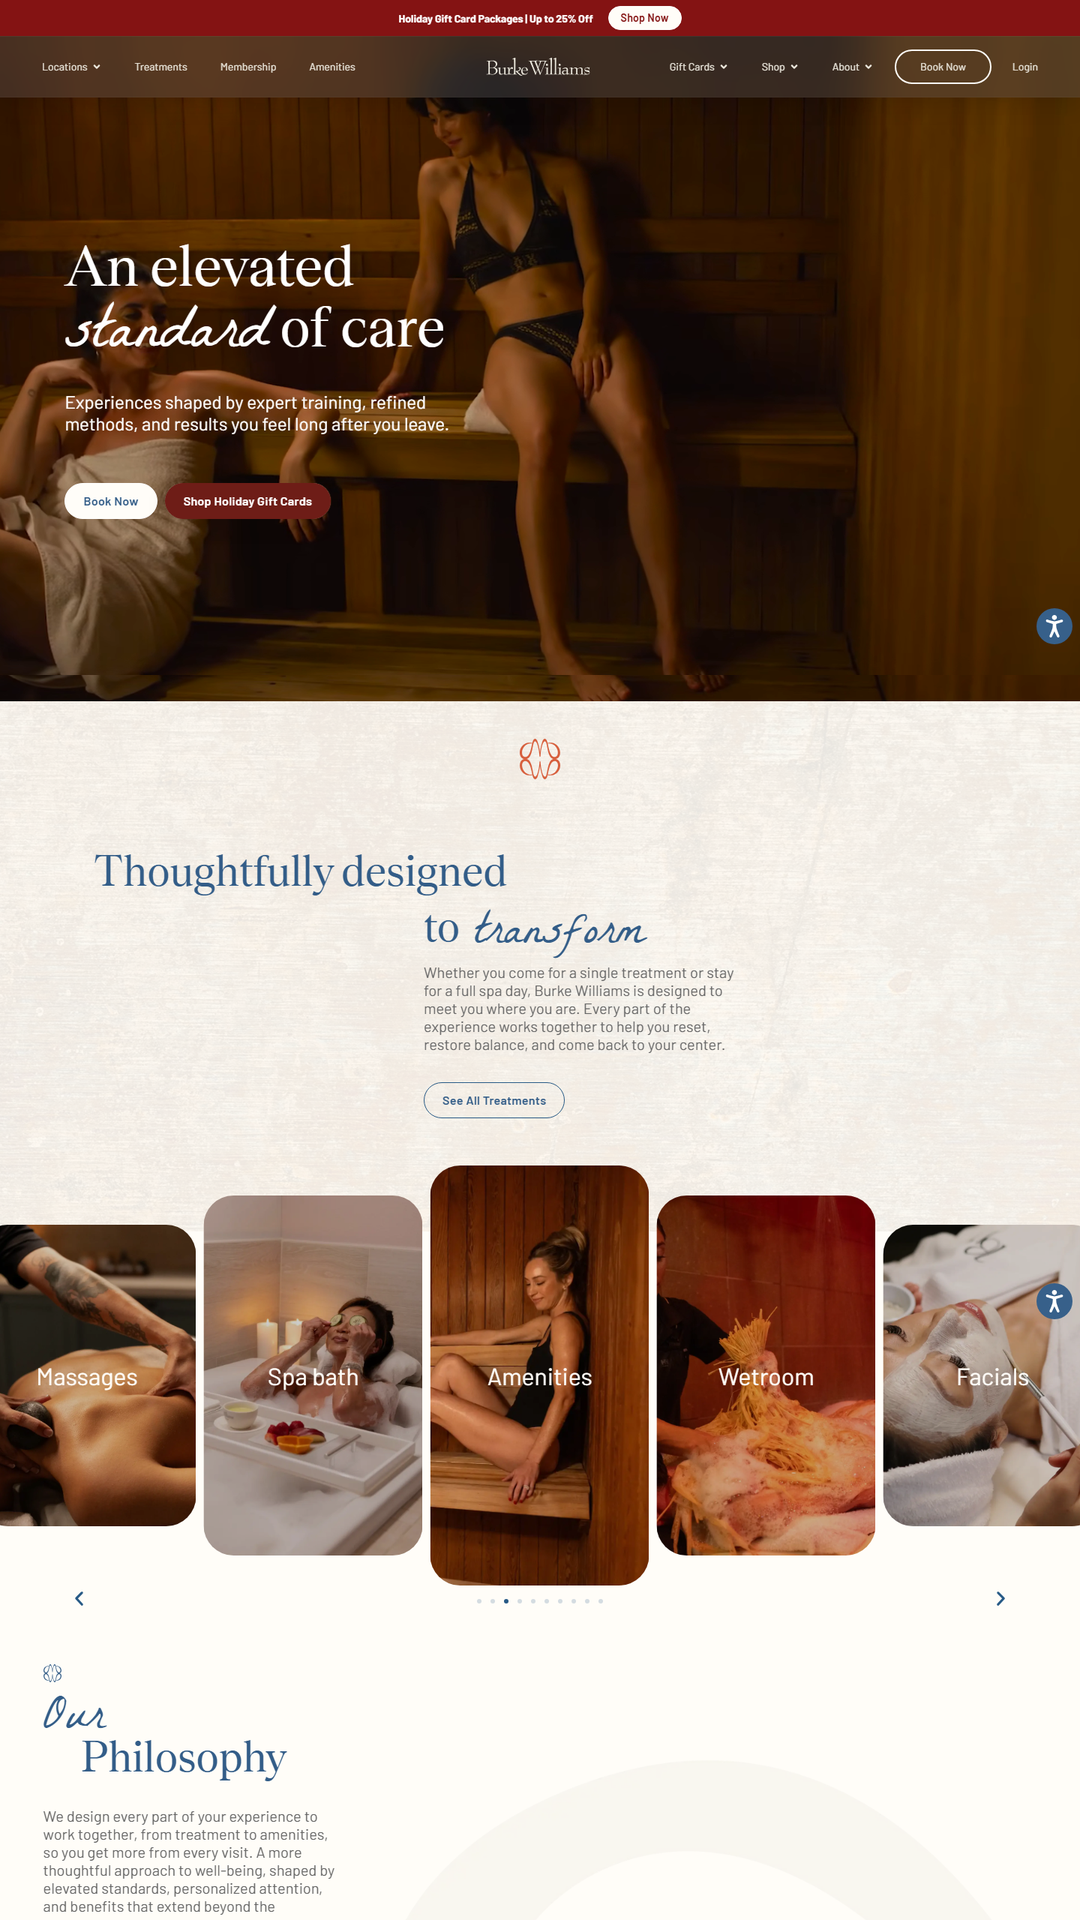 Holiday Gift Card Packages | Up to 25% Off
Shop Now
Locations
Treatments
Membership
Amenities
Burke Williams
Gift Cards
Shop
About
Book Now
Login
An elevated
standard of care
Experiences shaped by expert training, refined
methods, and results you feel long after you leave.
Book Now
Shop Holiday Gift Cards
Thoughtfully designed
to transform
Whether you come for a single treatment or stay
for a full spa day, Burke Williams is designed to
meet you where you are. Every part of the
experience works together to help you reset,
restore balance, and come back to your center.
See All Treatments
Massages
Spa bath
Amenities
Wetroom
Facials
Our
Philosophy
We design every part of your experience to
work together, from treatment to amenities,
so you get more from every visit. A more
thoughtful approach to well-being, shaped by
elevated standards, personalized attention,
and benefits that extend beyond the